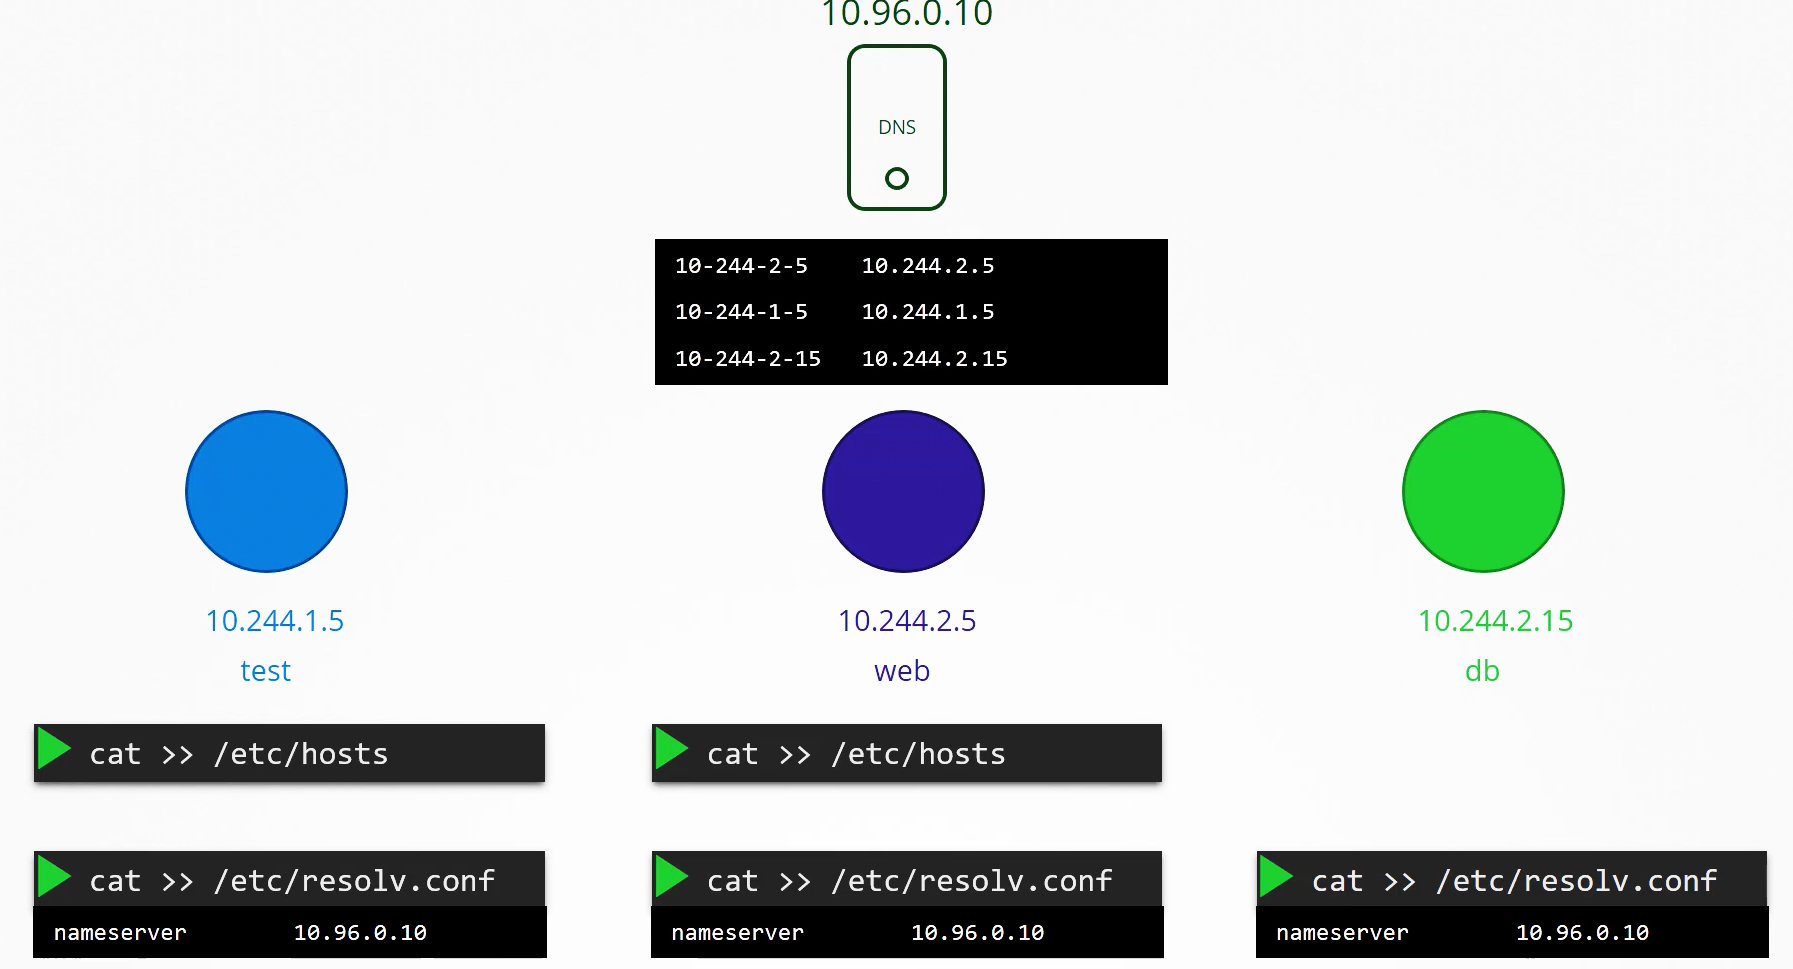 10.96.0.10
DNS
10-244-2-5 10.244.2.5
10-244-1-5 10.244.1.5
10-244-2-15 10.244.2.15
10.244.1.5
test
10.244.2.5
web
10.244.2.15
db
cat >> /etc/hosts
cat >> /etc/hosts
cat >> /etc/resolv.conf
nameserver 10.96.0.10
cat >> /etc/resolv.conf
nameserver 10.96.0.10
cat >> /etc/resolv.conf
nameserver 10.96.0.10